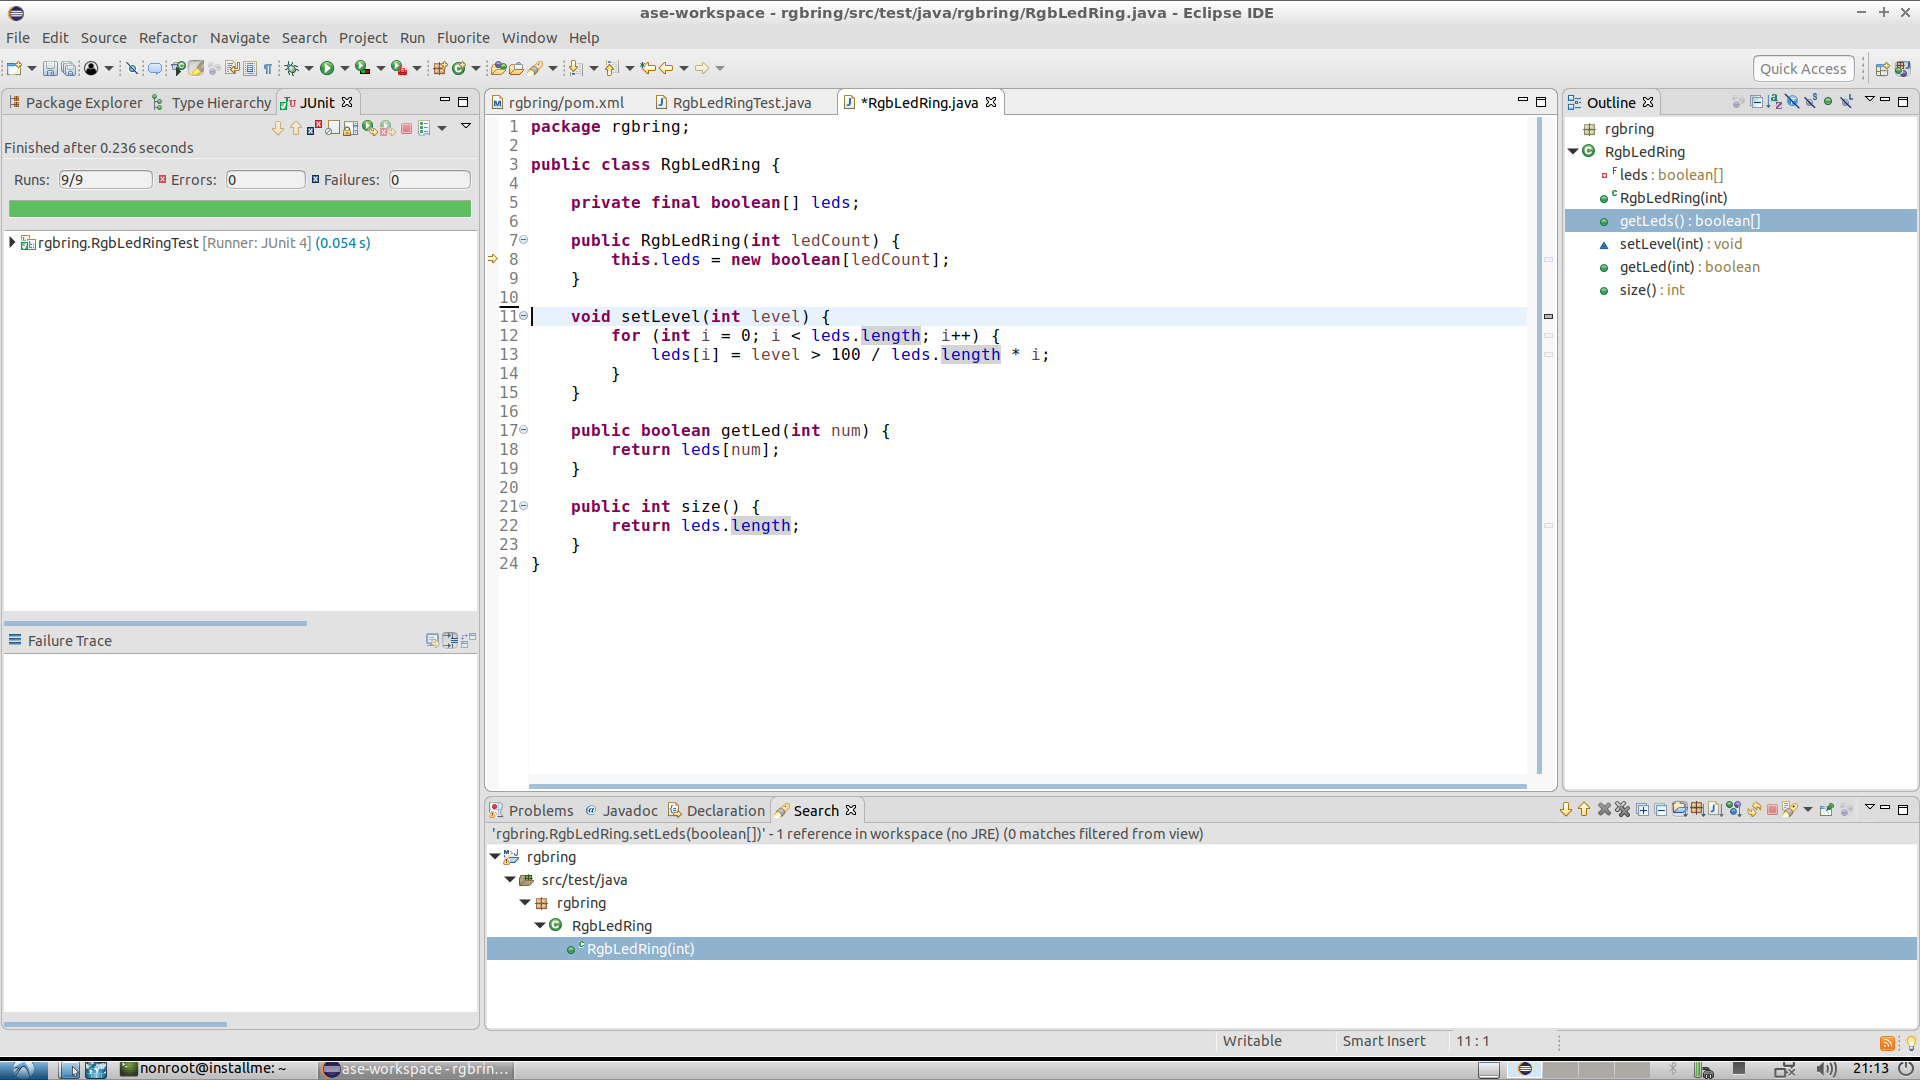 ase-workspace - rgbring/src/test/java/rgbring/RgbLedRing.java - Eclipse IDE
File Edit Source Refactor Navigate Search Project Run Fluorite Window Help
Quick Access
Package Explorer Type Hierarchy JUnit
Finished after 0.236 seconds
Runs: 9/9 Errors: 0 Failures: 0
rgbring.RgbLedRingTest [Runner: JUnit 4] (0.054 s)
Failure Trace
rgbring/pom.xml RgbLedRingTest.java *RgbLedRing.java
1 package rgbring;
2
3 public class RgbLedRing {
4
5 private final boolean[] leds;
6
7 public RgbLedRing(int ledCount) {
8 this.leds = new boolean[ledCount];
9 }
10
11 void setLevel(int level) {
12 for (int i = 0; i < leds.length; i++) {
13 leds[i] = level > 100 / leds.length * i;
14 }
15 }
16
17 public boolean getLed(int num) {
18 return leds[num];
19 }
20
21 public int size() {
22 return leds.length;
23 }
24 }
Outline
rgbring
RgbLedRing
leds : boolean[]
RgbLedRing(int)
getLeds() : boolean[]
setLevel(int) : void
getLed(int) : boolean
size() : int
Problems Javadoc Declaration Search
'rgbring.RgbLedRing.setLeds(boolean[])' - 1 reference in workspace (no JRE) (0 matches filtered from view)
rgbring
src/test/java
rgbring
RgbLedRing
RgbLedRing(int)
Writable Smart Insert 11 : 1
nonroot@installme: ~ ase-workspace - rgbrin... 21:13